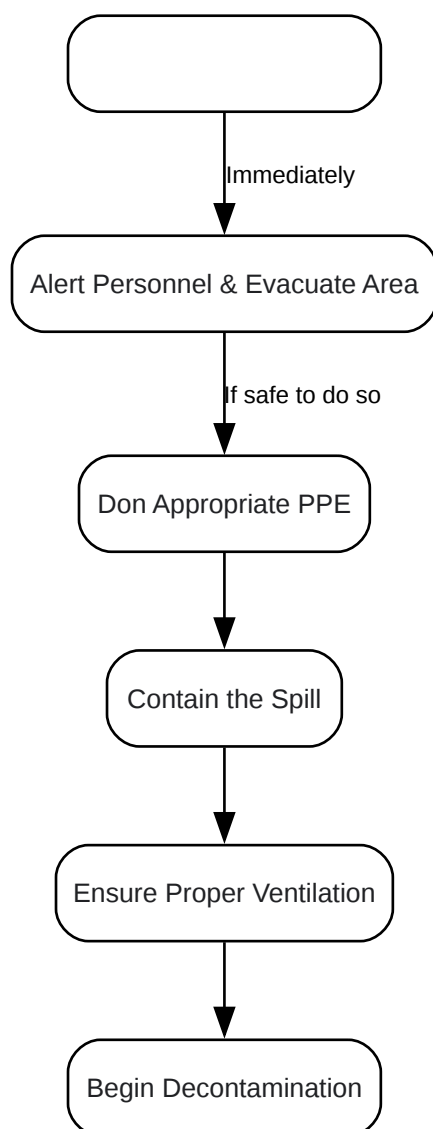 Immediately
Alert Personnel & Evacuate Area
If safe to do so
Don Appropriate PPE
Contain the Spill
Ensure Proper Ventilation
Begin Decontamination